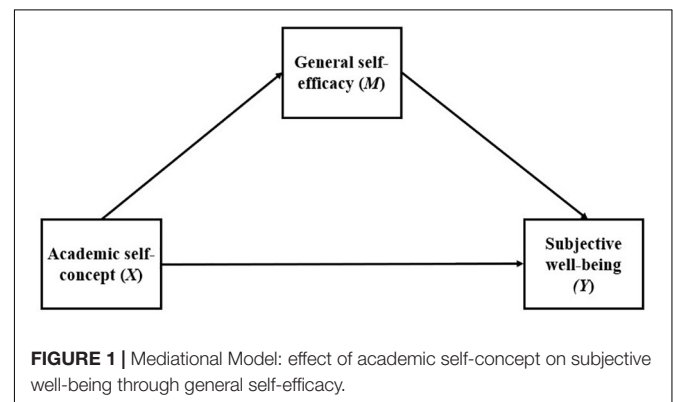 General self-
efficacy (M)
Academic self-
concept (X)
Subjective
well-being
(Y)
FIGURE 1 | Mediational Model: effect of academic self-concept on subjective
well-being through general self-efficacy.